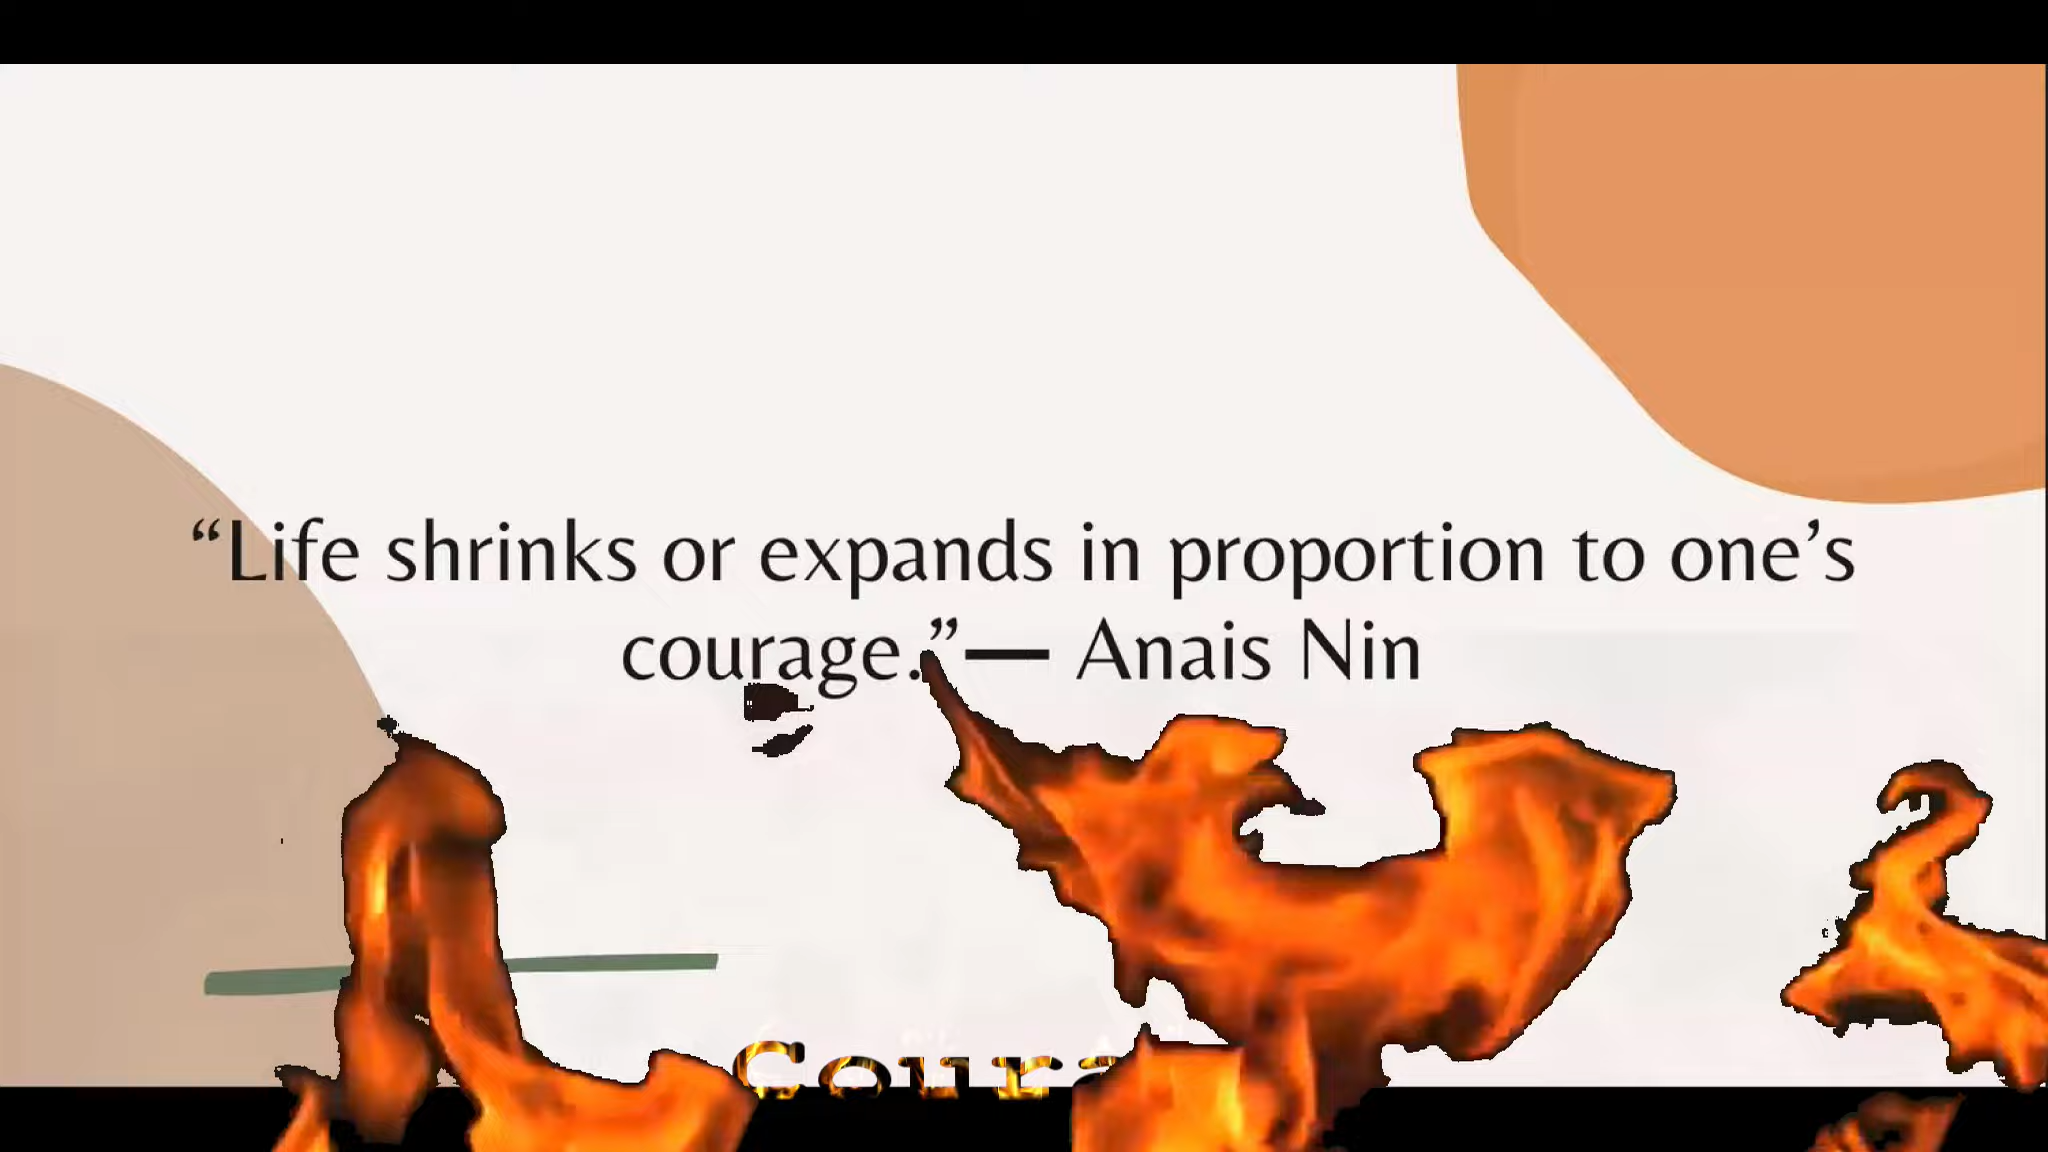 “Life shrinks or expands in proportion to one’s
courage.”— Anais Nin